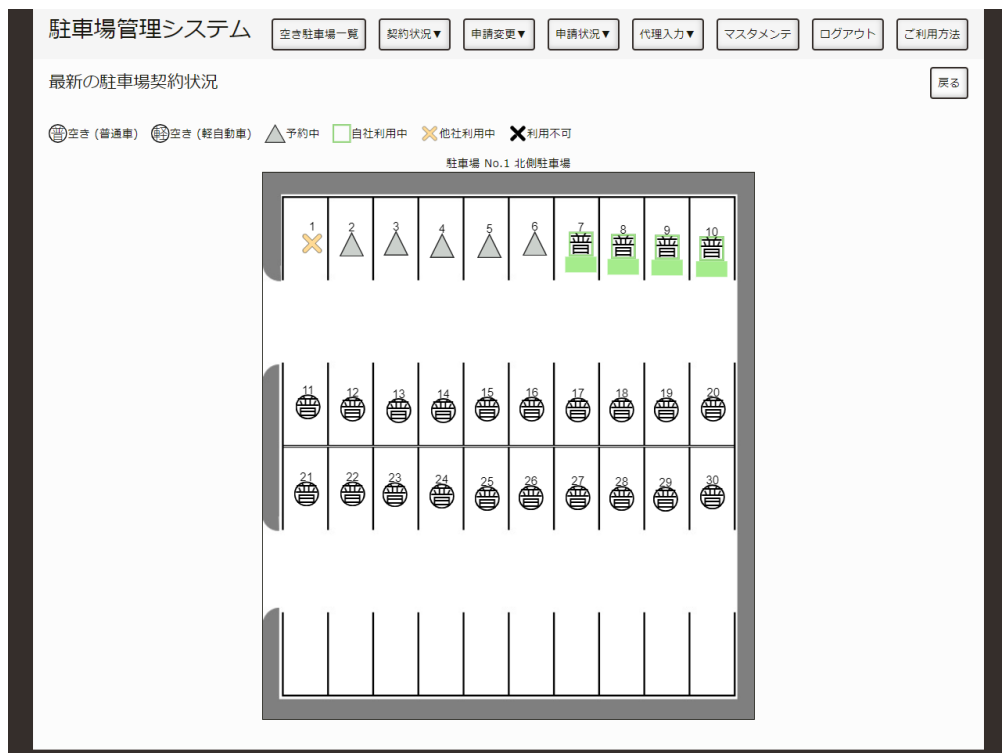 駐車場管理システム 空き駐車場一覧 契約状況▼ 申請変更▼ 申請状況▼ 代理入力▼ マスタメンテ ログアウト ご利用方法
最新の駐車場契約状況 戻る
普空き (普通車) 軽空き (軽自動車) 予約中 自社利用中 他社利用中 利用不可
駐車場 No.1 北側駐車場
1 2 3 4 5 6 7 8 9 10
普 普 普 普
11 12 13 14 15 16 17 18 19 20
普 普 普 普 普 普 普 普 普 普
21 22 23 24 25 26 27 28 29 30
普 普 普 普 普 普 普 普 普 普